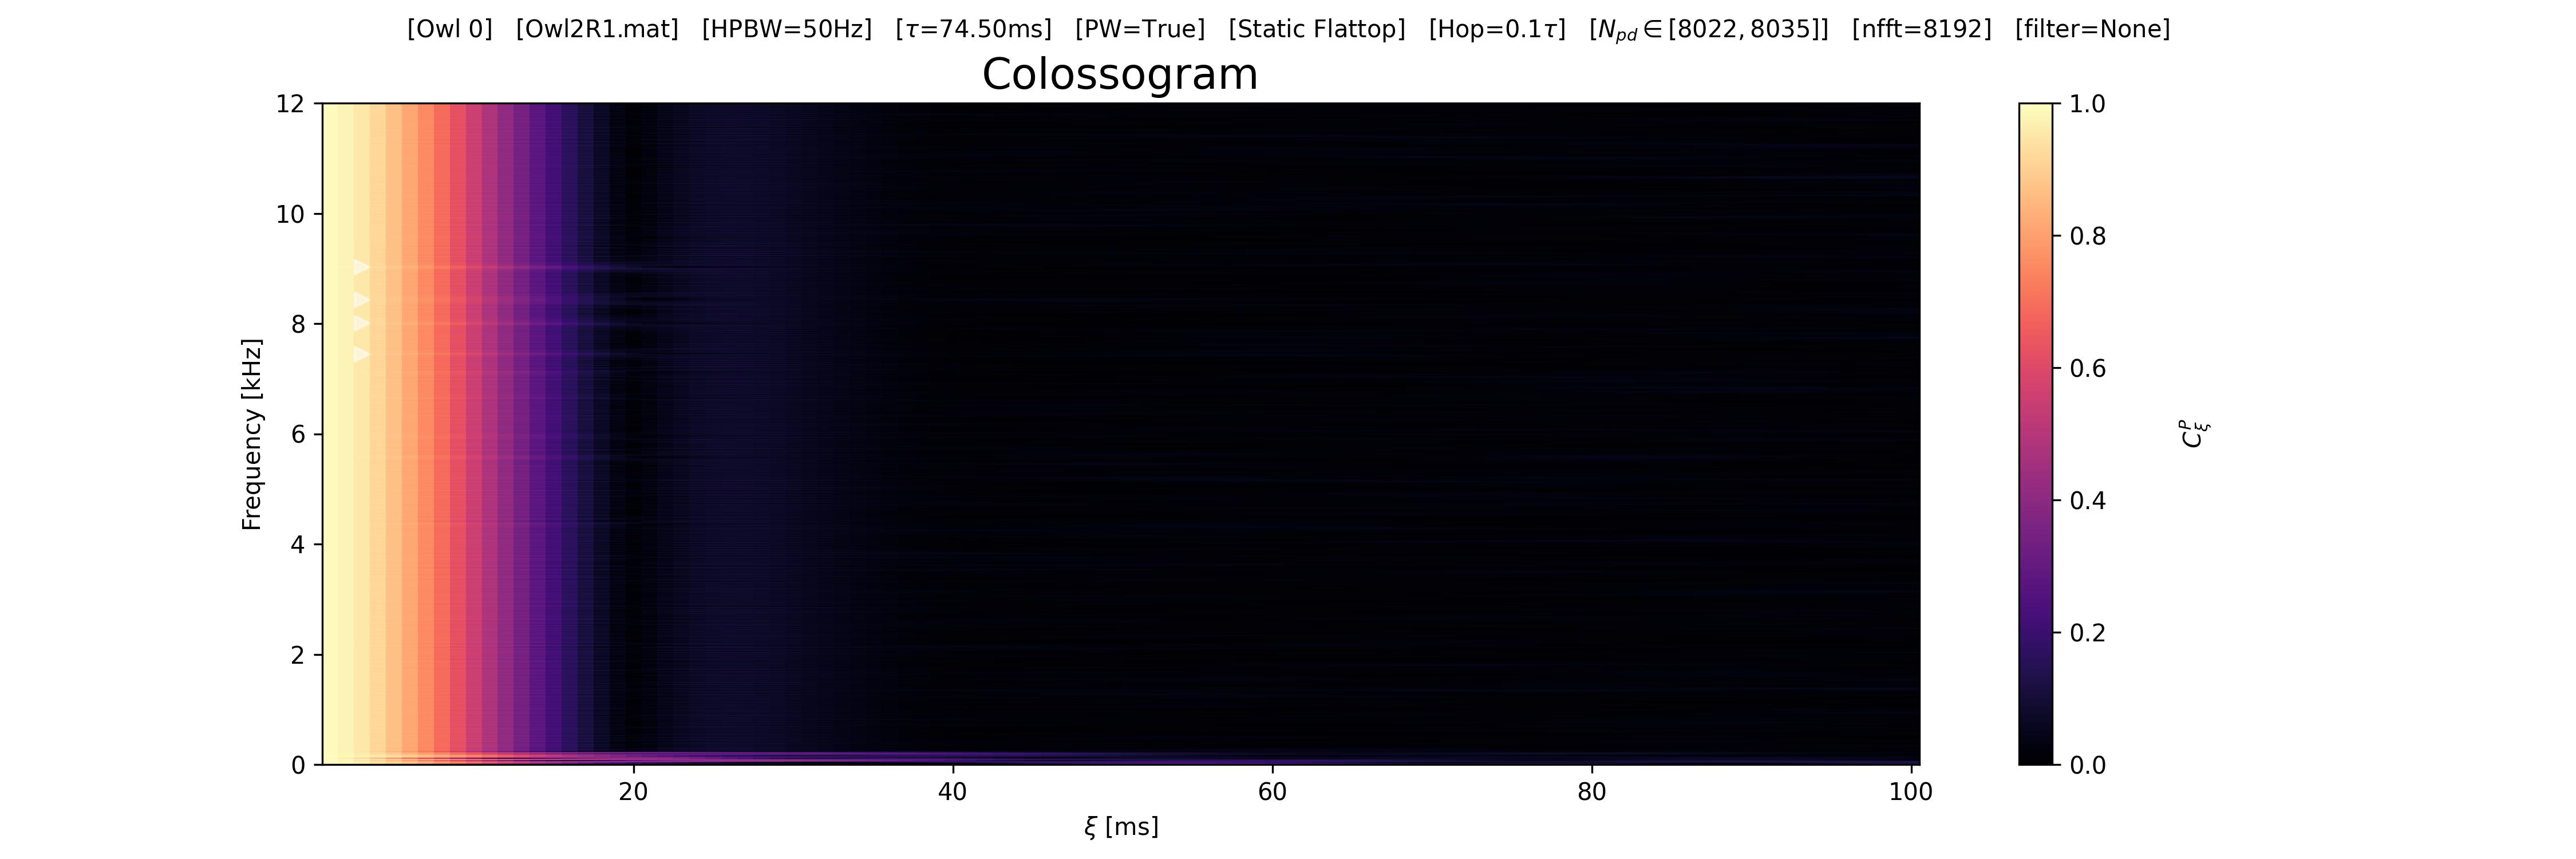 [Owl 0] [Owl2R1.mat] [HPBW=50Hz] [τ=74.50ms] [PW=True] [Static Flattop] [Hop=0.1τ] [N_pd ∈ [8022, 8035]] [nfft=8192] [filter=None]
Colossogram
12
10
8
6
4
2
0
Frequency [kHz]
20 40 60 80 100
ξ [ms]
1.0
0.8
0.6
0.4
0.2
0.0
C_ξ^P